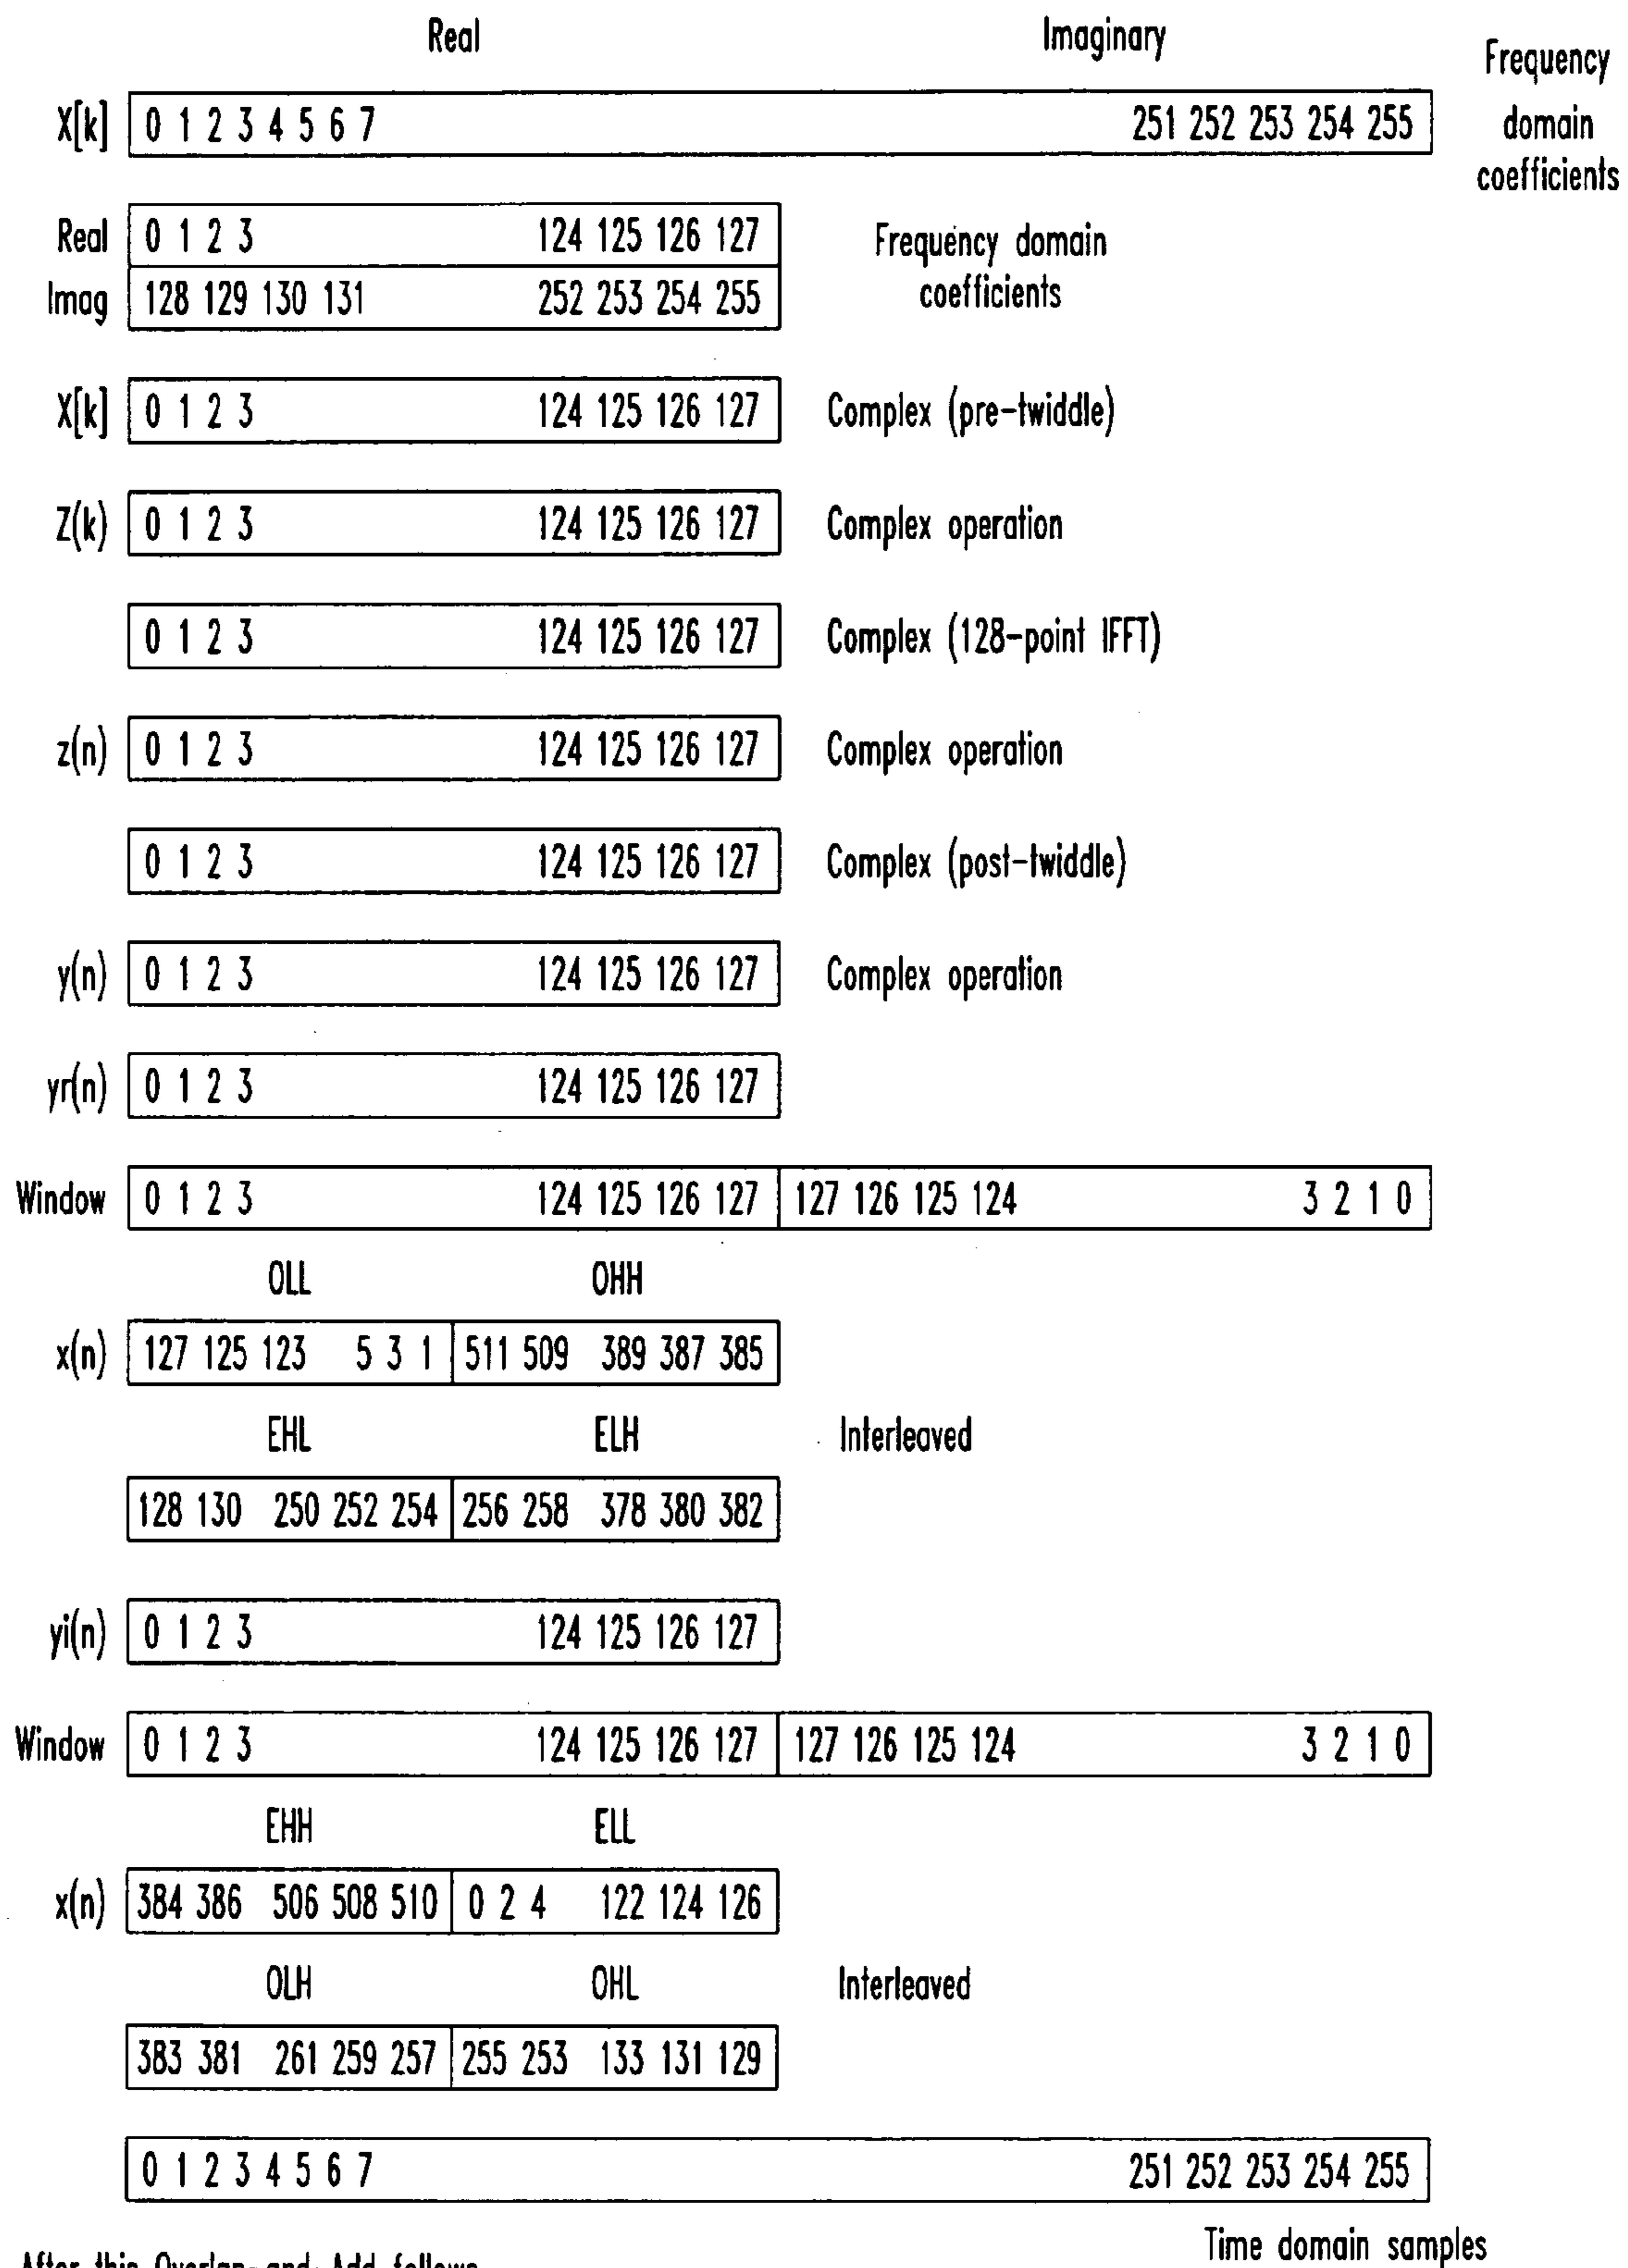 Real Imaginary
Frequency domain coefficients
X[k] 0 1 2 3 4 5 6 7 251 252 253 254 255
Real 0 1 2 3 124 125 126 127
Imag 128 129 130 131 252 253 254 255
Frequency domain coefficients
X[k] 0 1 2 3 124 125 126 127 Complex (pre-twiddle)
Z(k) 0 1 2 3 124 125 126 127 Complex operation
0 1 2 3 124 125 126 127 Complex (128-point IFFT)
z(n) 0 1 2 3 124 125 126 127 Complex operation
0 1 2 3 124 125 126 127 Complex (post-twiddle)
y(n) 0 1 2 3 124 125 126 127 Complex operation
yr(n) 0 1 2 3 124 125 126 127
Window 0 1 2 3 124 125 126 127 127 126 125 124 3 2 1 0
OLL OHH
x(n) 127 125 123 5 3 1 511 509 389 387 385
EHL ELH Interleaved
128 130 250 252 254 256 258 378 380 382
yi(n) 0 1 2 3 124 125 126 127
Window 0 1 2 3 124 125 126 127 127 126 125 124 3 2 1 0
EHH ELL
x(n) 384 386 506 508 510 0 2 4 122 124 126
OLH OHL Interleaved
383 381 261 259 257 255 253 133 131 129
0 1 2 3 4 5 6 7 251 252 253 254 255
Time domain samples
After this Overlap-and-Add follows